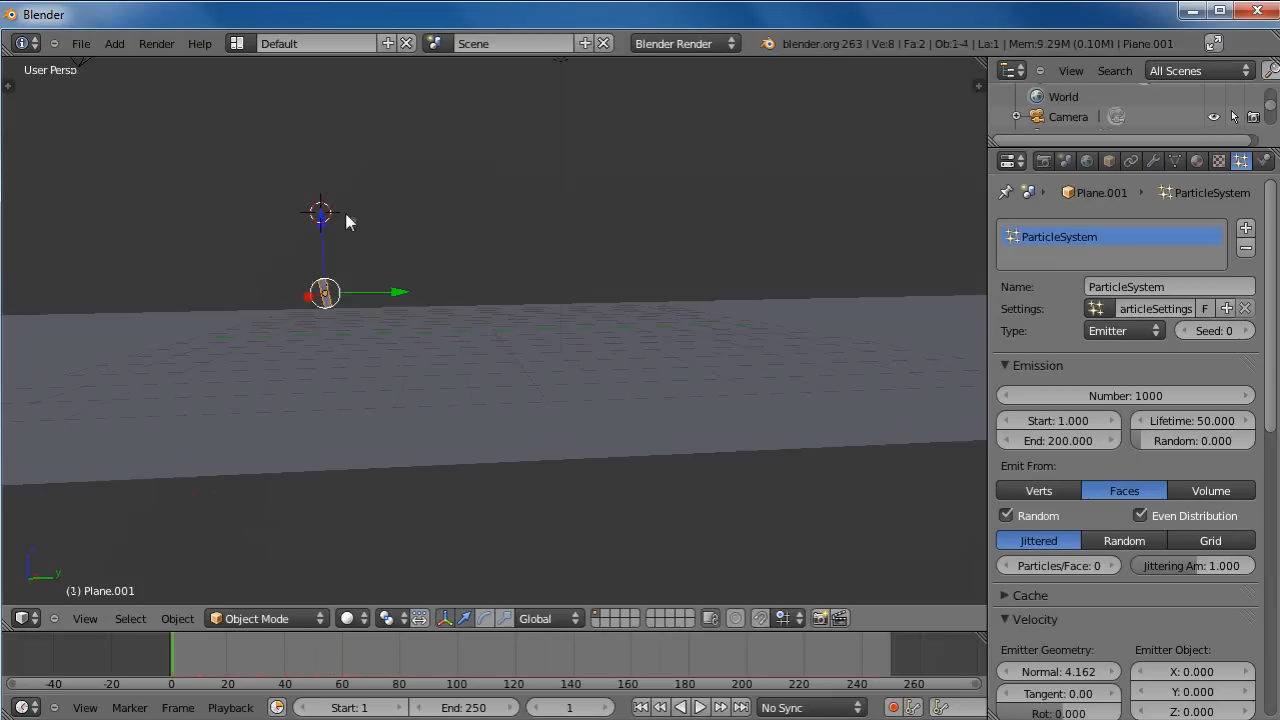 Blender
File Add Render Help Default Scene Blender Render blender.org 263 | Ve:8 | Fa:2 | Ob:1-4 | La:1 | Mem:9.29M (0.10M) | Plane.001
User Persp
View Search All Scenes
World
Camera
Plane.001 ParticleSystem
ParticleSystem
Name: ParticleSystem
Settings: articleSettings F
Type: Emitter Seed: 0
Emission
Number: 1000
Start: 1.000 Lifetime: 50.000
End: 200.000 Random: 0.000
Emit From:
Verts Faces Volume
Random Even Distribution
Jittered Random Grid
Particles/Face: 0 Jittering Am: 1.000
Cache
Velocity
Emitter Geometry: Emitter Object:
Normal: 4.162 X: 0.000
Tangent: 0.00 Y: 0.000
Rot: 0.000 Z: 0.000
y
(1) Plane.001
View Select Object Object Mode Global
-40 -20 0 20 40 60 80 100 120 140 160 180 200 220 240 260
View Marker Frame Playback Start: 1 End: 250 1 No Sync